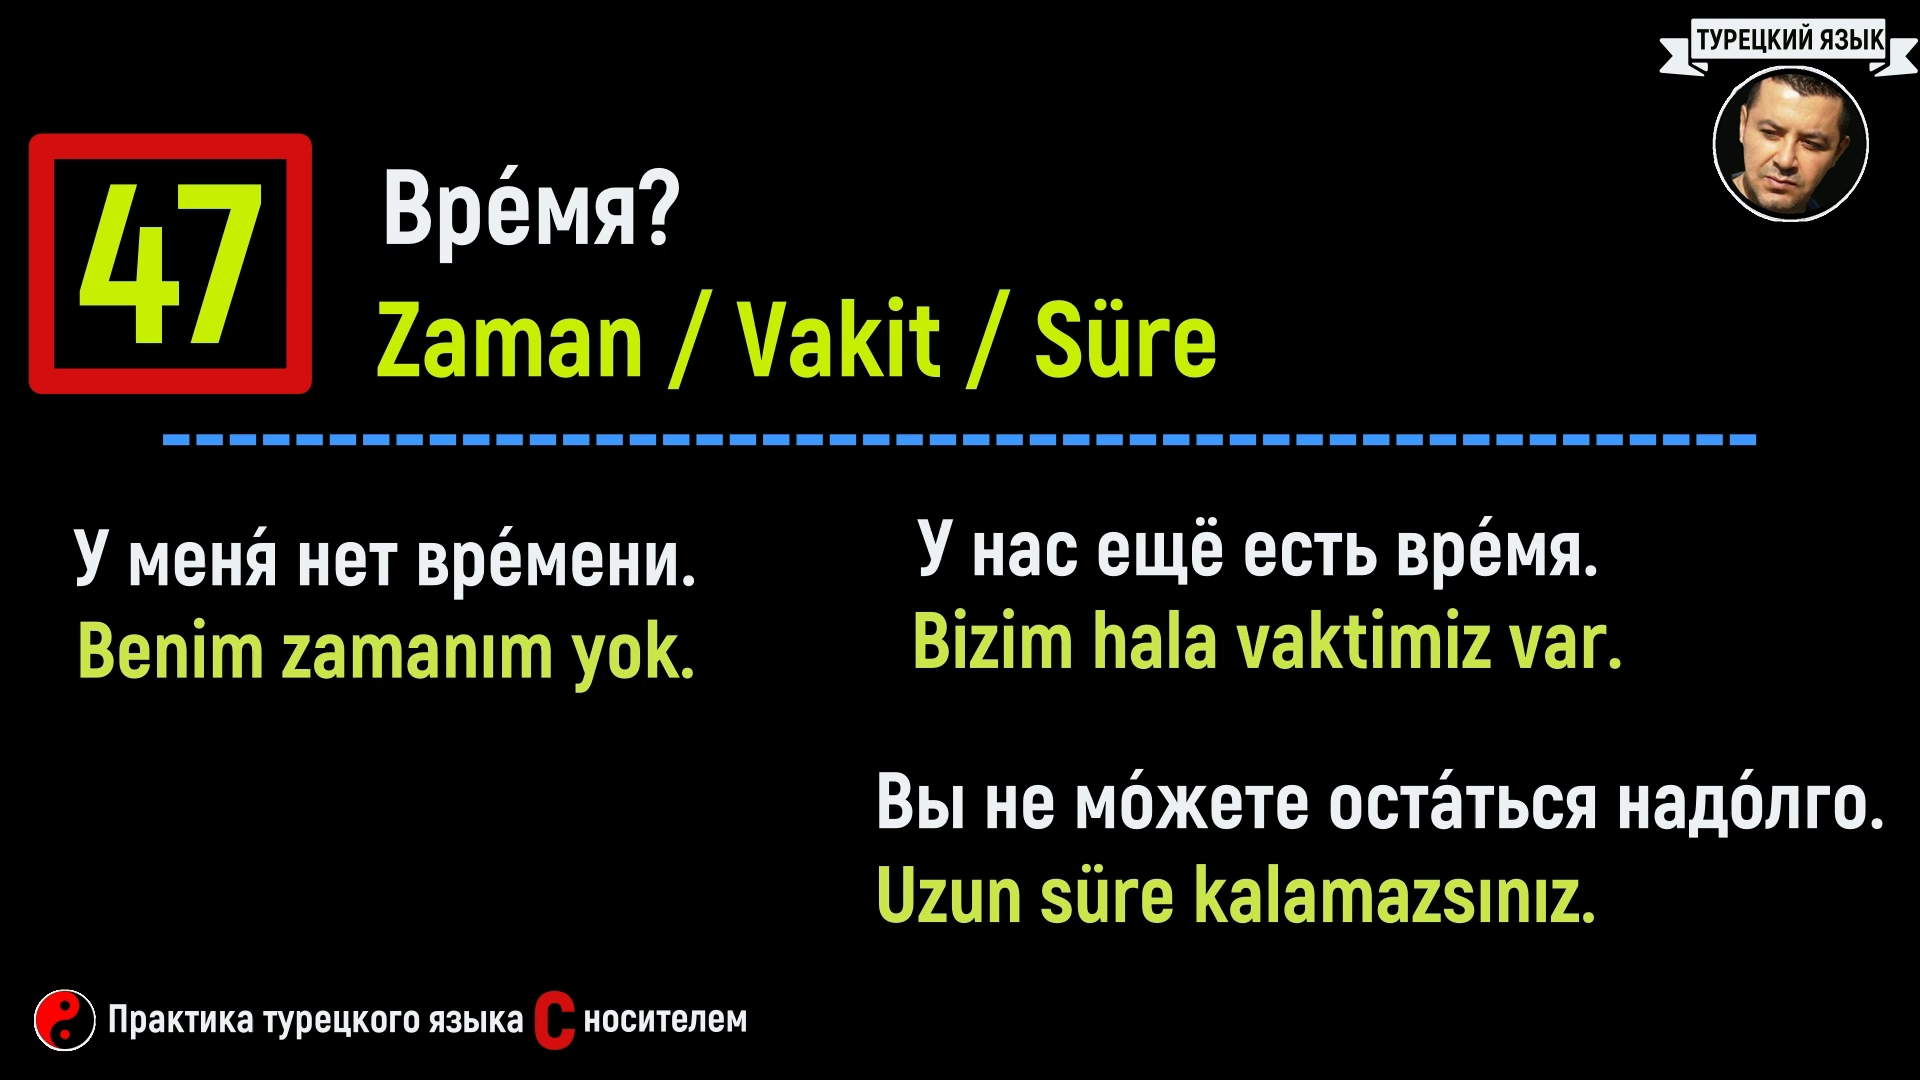 ТУРЕЦКИЙ ЯЗЫК
47
Вре́мя?
Zaman / Vakit / Süre
У меня́ нет вре́мени.
Benim zamanım yok.
У нас ещё есть вре́мя.
Bizim hala vaktimiz var.
Вы не мо́жете оста́ться надо́лго.
Uzun süre kalamazsınız.
Практика турецкого языка С носителем